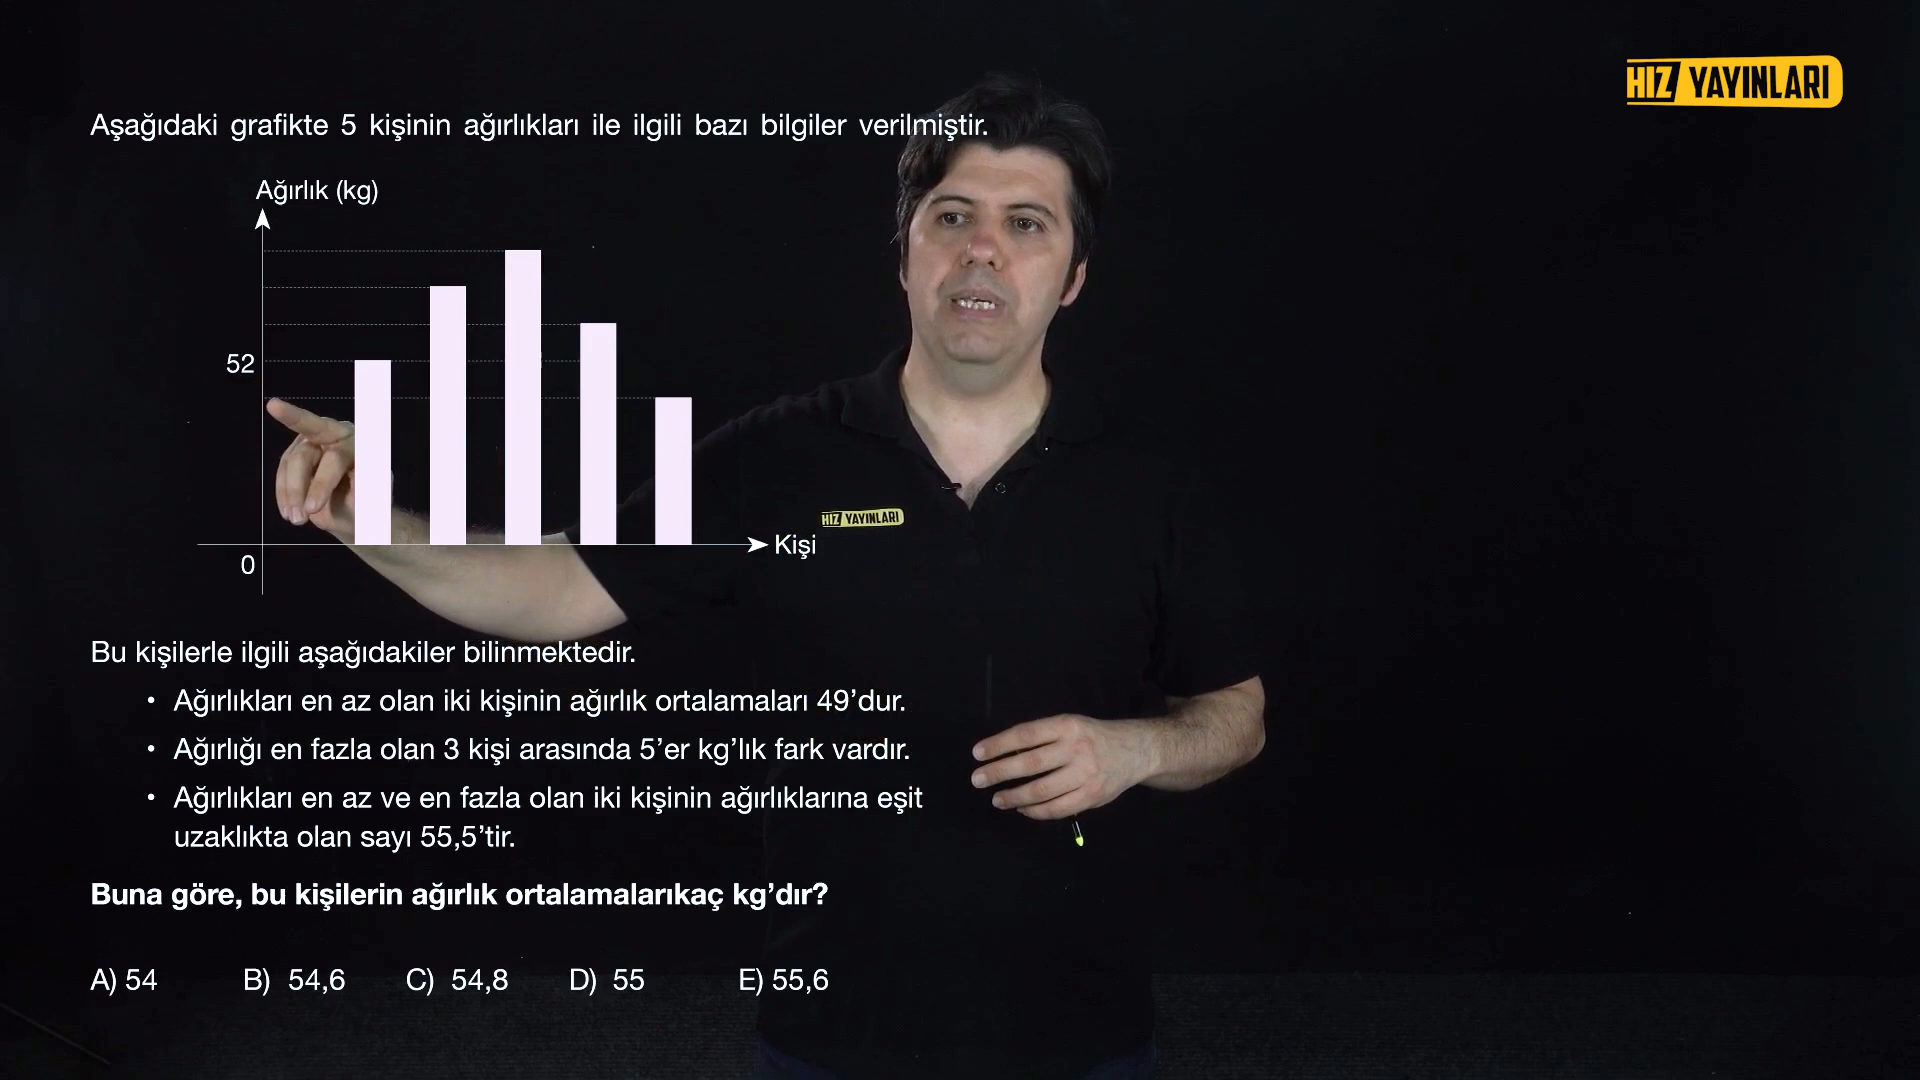 HIZ YAYINLARI
Aşağıdaki grafikte 5 kişinin ağırlıkları ile ilgili bazı bilgiler verilmiştir.
Ağırlık (kg)
52
0
Kişi
HIZ YAYINLARI
Bu kişilerle ilgili aşağıdakiler bilinmektedir.
• Ağırlıkları en az olan iki kişinin ağırlık ortalamaları 49’dur.
• Ağırlığı en fazla olan 3 kişi arasında 5’er kg’lık fark vardır.
• Ağırlıkları en az ve en fazla olan iki kişinin ağırlıklarına eşit
uzaklıkta olan sayı 55,5’tir.
Buna göre, bu kişilerin ağırlık ortalamalarıkaç kg’dır?
A) 54 B) 54,6 C) 54,8 D) 55 E) 55,6